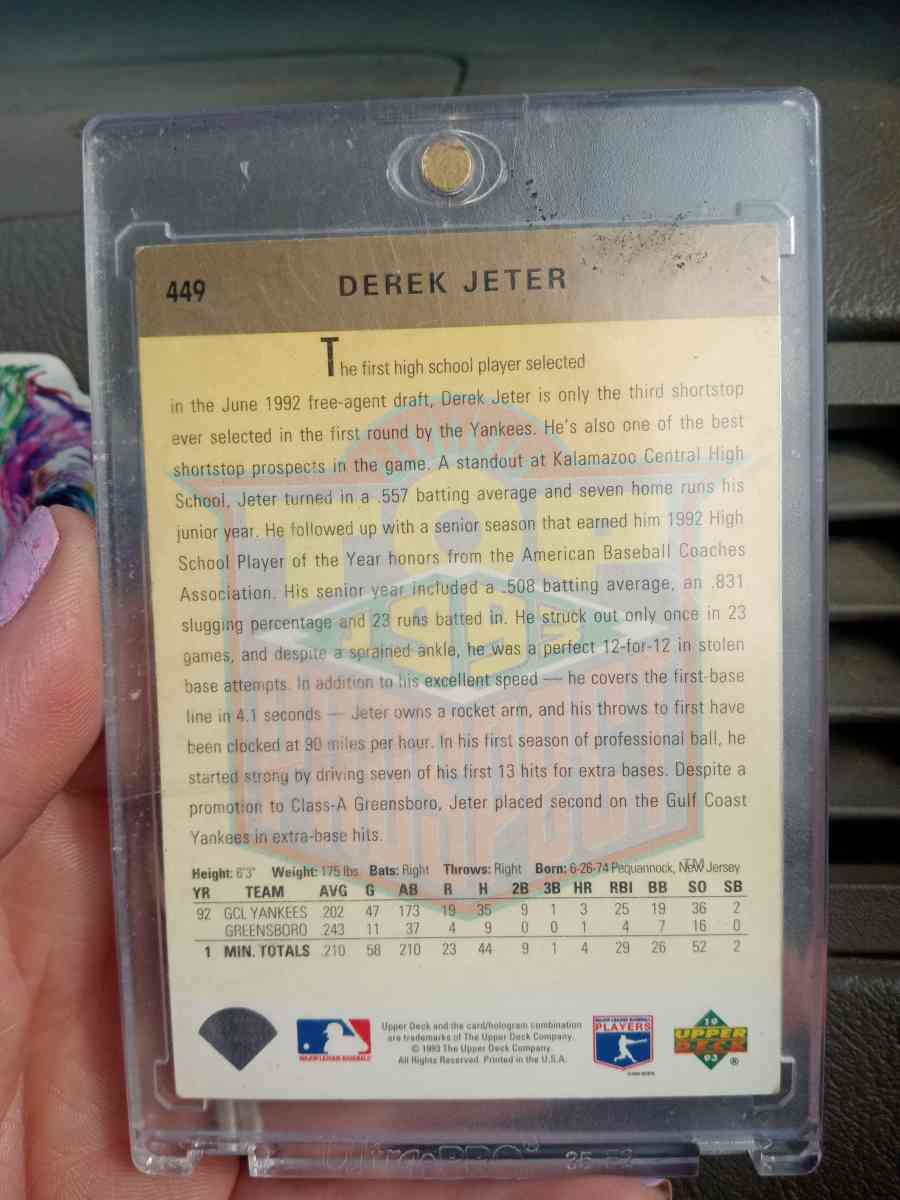 449 DEREK JETER
The first high school player selected
in the June 1992 free-agent draft, Derek Jeter is only the third shortstop
ever selected in the first round by the Yankees. He's also one of the best
shortstop prospects in the game. A standout at Kalamazoo Central High
School, Jeter turned in a .557 batting average and seven home runs his
junior year. He followed up with a senior season that earned him 1992 High
School Player of the Year honors from the American Baseball Coaches
Association. His senior year included a .508 batting average, an .831
slugging percentage and 23 runs batted in. He struck out only once in 23
games, and despite a sprained ankle, he was a perfect 12-for-12 in stolen
base attempts. In addition to his excellent speed — he covers the first-base
line in 4.1 seconds — Jeter owns a rocket arm, and his throws to first have
been clocked at 90 miles per hour. In his first season of professional ball, he
started strong by driving seven of his first 13 hits for extra bases. Despite a
promotion to Class-A Greensboro, Jeter placed second on the Gulf Coast
Yankees in extra-base hits.
TOP
1993
PROSPECT
TM
Height: 6'3" Weight: 175 lbs Bats: Right Throws: Right Born: 6-26-74 Pequannock, New Jersey
YR TEAM AVG G AB R H 2B 3B HR RBI BB SO SB
92 GCL YANKEES .202 47 173 19 35 9 1 3 25 19 36 2
GREENSBORO .243 11 37 4 9 0 0 1 4 7 16 0
1 MIN. TOTALS .210 58 210 23 44 9 1 4 29 26 52 2
MAJOR LEAGUE BASEBALL
Upper Deck and the card/hologram combination
are trademarks of The Upper Deck Company.
© 1993 The Upper Deck Company.
All Rights Reserved. Printed in the U.S.A.
MAJOR LEAGUE BASEBALL
PLAYERS
19
UPPER
DECK
93 ®
Ultra PRO®